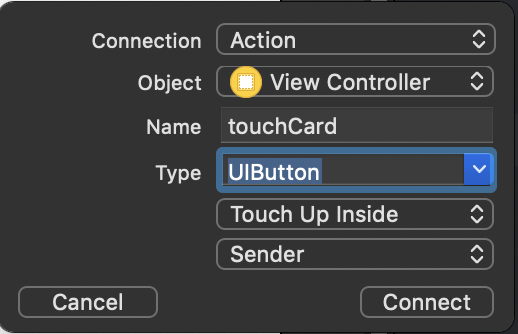 Connection Action
Object View Controller
Name touchCard
Type UIButton
Touch Up Inside
Sender
Cancel Connect